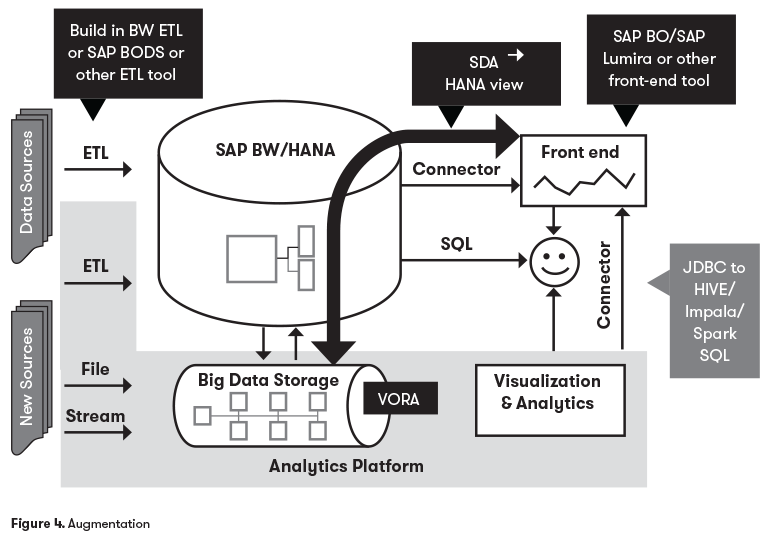 Build in BW ETL
or SAP BODS or
other ETL tool
SDA →
HANA view
SAP BO/SAP
Lumira or other
front-end tool
Data Sources
ETL
SAP BW/HANA
Connector
Front end
ETL
SQL
Connector
JDBC to
HIVE/
Impala/
Spark
SQL
New Sources
File
Stream
Big Data Storage
VORA
Visualization
& Analytics
Analytics Platform
Figure 4. Augmentation